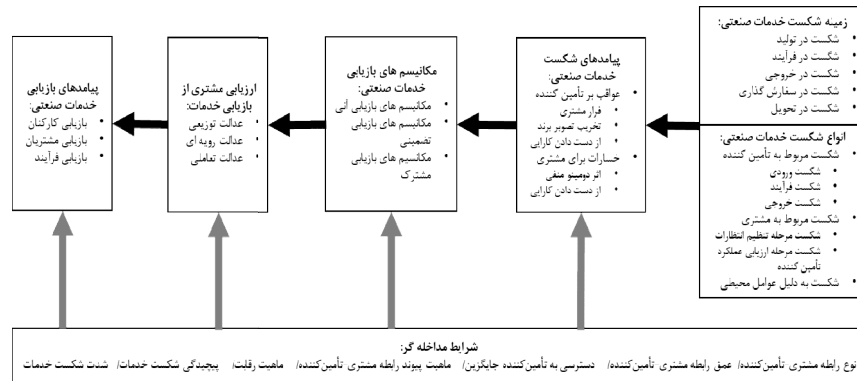 زمینه شکست خدمات صنعتی:
شکست در تولید
شکست در فرآیند
شکست در خروجی
شکست در سفارش گذاری
شکست در تحویل
انواع شکست خدمات صنعتی:
شکست مربوط به تأمین کننده
شکست ورودی
شکست فرآیند
شکست خروجی
شکست مربوط به مشتری
شکست مرحله تنظیم انتظارات
شکست مرحله ارزیابی عملکرد
تأمین کننده
شکست به دلیل عوامل محیطی
پیامدهای شکست
خدمات صنعتی:
عواقب بر تأمین کننده
فرار مشتری
تخریب تصویر برند
از دست دادن کارایی
خسارات برای مشتری
اثر دومینو منفی
از دست دادن کارایی
مکانیسم های بازیابی
خدمات صنعتی:
مکانیسم های بازیابی آنی
مکانیسم های بازیابی
تضمینی
مکانسیم های بازیابی
مشترک
ارزیابی مشتری از
بازیابی خدمات:
عدالت توزیعی
عدالت رویه ای
عدالت تعاملی
پیامدهای بازیابی
خدمات صنعتی:
بازیابی کارکنان
بازیابی مشتریان
بازیابی فرآیند
شرایط مداخله گر:
نوع رابطه مشتری تأمین‌کننده/ عمق رابطه مشتری تأمین‌کننده/ دسترسی به تأمین‌کننده جایگزین/ ماهیت پیوند رابطه مشتری تأمین‌کننده/ ماهیت رقابت/ پیچیدگی شکست خدمات/ شدت شکست خدمات